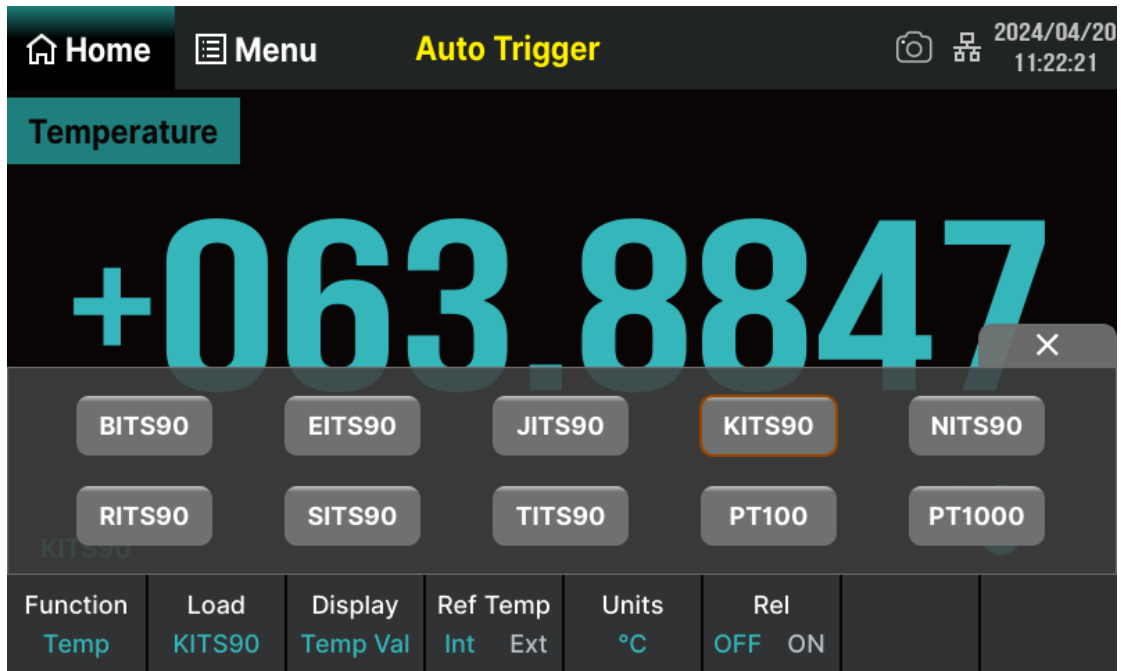 Home Menu Auto Trigger 2024/04/20
11:22:21
Temperature
+063.8847
×
BITS90 EITS90 JITS90 KITS90 NITS90
RITS90 SITS90 TITS90 PT100 PT1000
KITS90
Function Load Display Ref Temp Units Rel
Temp KITS90 Temp Val Int Ext °C OFF ON